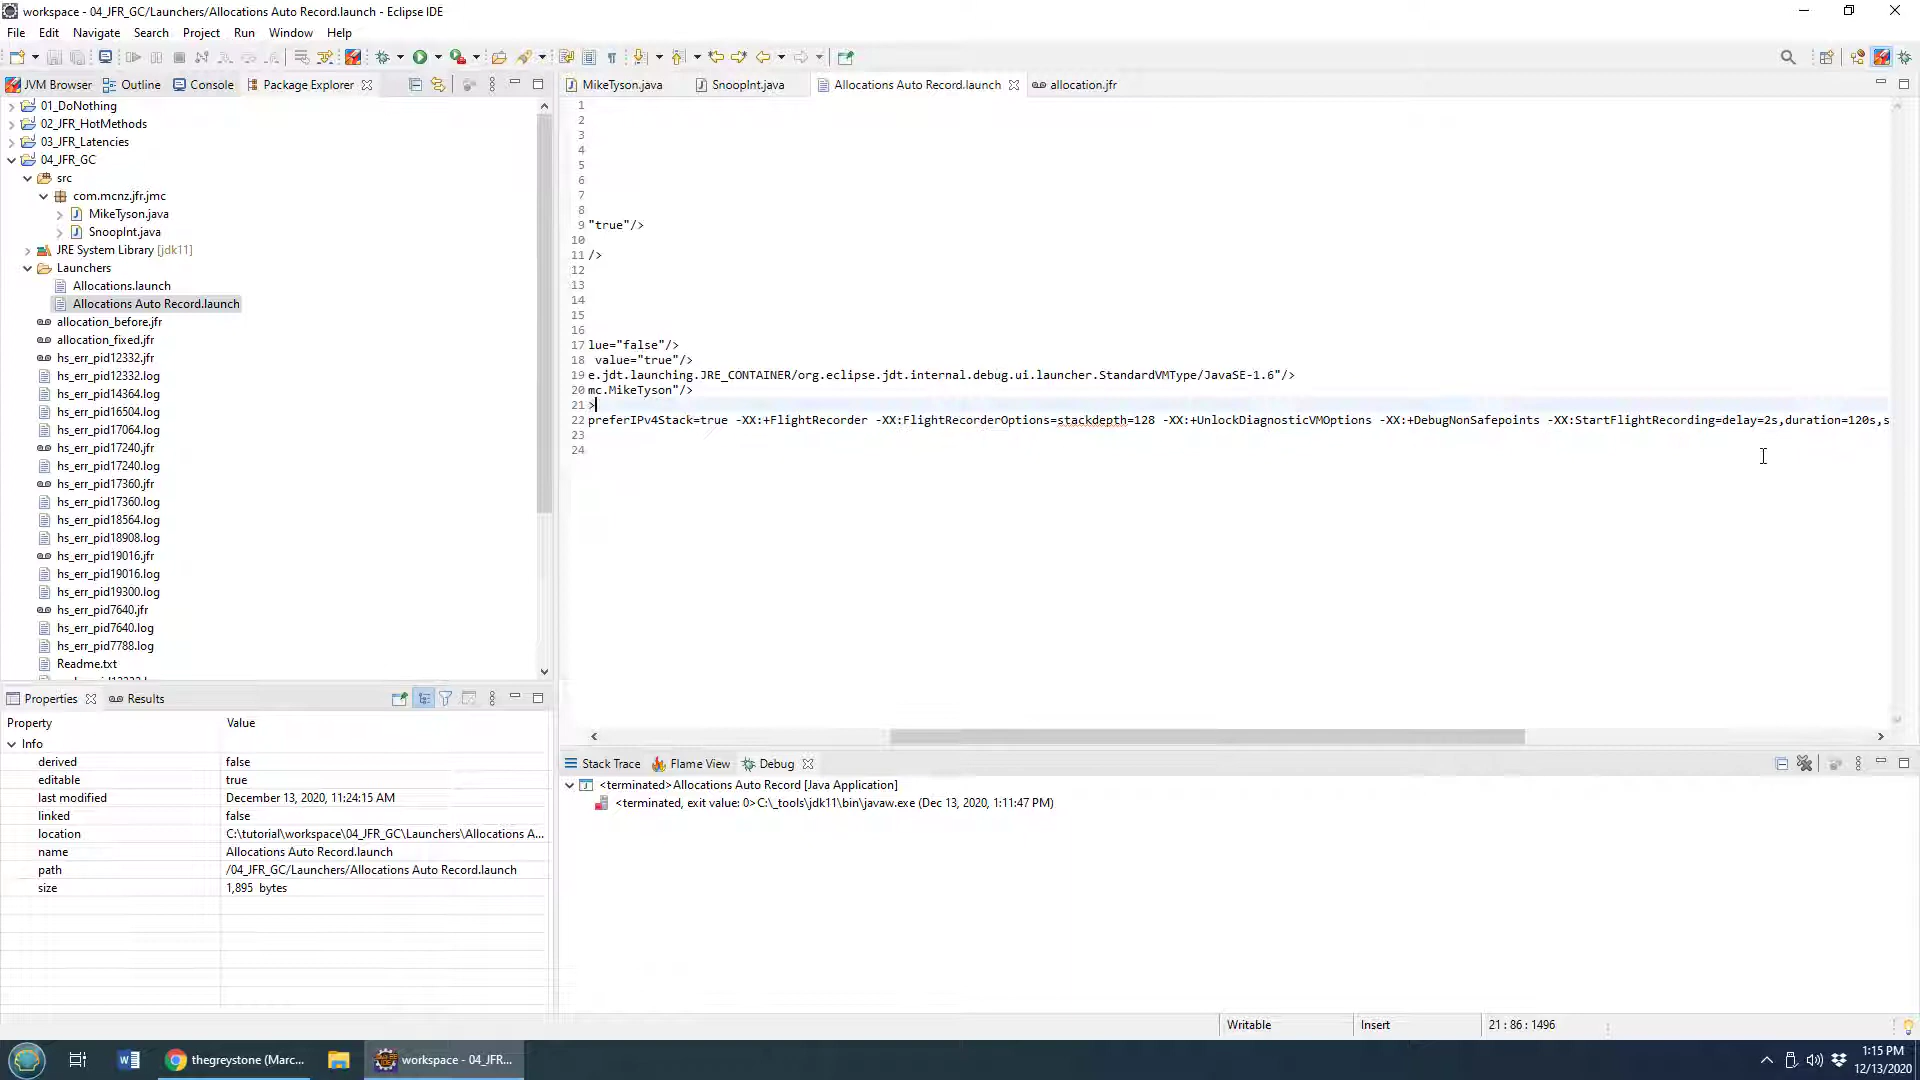 workspace - 04_JFR_GC/Launchers/Allocations Auto Record.launch - Eclipse IDE
File Edit Navigate Search Project Run Window Help
JVM Browser Outline Console Package Explorer
MikeTyson.java SnoopInt.java Allocations Auto Record.launch allocation.jfr
01_DoNothing
02_JFR_HotMethods
03_JFR_Latencies
04_JFR_GC
src
com.mcnz.jfr.jmc
MikeTyson.java
SnoopInt.java
JRE System Library [jdk11]
Launchers
Allocations.launch
Allocations Auto Record.launch
allocation_before.jfr
allocation_fixed.jfr
hs_err_pid12332.jfr
hs_err_pid12332.log
hs_err_pid14364.log
hs_err_pid16504.log
hs_err_pid17064.log
hs_err_pid17240.jfr
hs_err_pid17240.log
hs_err_pid17360.jfr
hs_err_pid17360.log
hs_err_pid18564.log
hs_err_pid18908.log
hs_err_pid19016.jfr
hs_err_pid19016.log
hs_err_pid19300.log
hs_err_pid7640.jfr
hs_err_pid7640.log
hs_err_pid7788.log
Readme.txt
1
2
3
4
5
6
7
8
9 "true"/>
10
11 />
12
13
14
15
16
17 lue="false"/>
18 value="true"/>
19 e.jdt.launching.JRE_CONTAINER/org.eclipse.jdt.internal.debug.ui.launcher.StandardVMType/JavaSE-1.6"/>
20 mc.MikeTyson"/>
21 >
22 preferIPv4Stack=true -XX:+FlightRecorder -XX:FlightRecorderOptions=stackdepth=128 -XX:+UnlockDiagnosticVMOptions -XX:+DebugNonSafepoints -XX:StartFlightRecording=delay=2s,duration=120s,s
23
24
Properties Results
Property Value
Info
derived false
editable true
last modified December 13, 2020, 11:24:15 AM
linked false
location C:\tutorial\workspace\04_JFR_GC\Launchers\Allocations A...
name Allocations Auto Record.launch
path /04_JFR_GC/Launchers/Allocations Auto Record.launch
size 1,895 bytes
Stack Trace Flame View Debug
<terminated>Allocations Auto Record [Java Application]
<terminated, exit value: 0>C:\_tools\jdk11\bin\javaw.exe (Dec 13, 2020, 1:11:47 PM)
Writable Insert 21 : 86 : 1496
thegreystone (Marc... workspace - 04_JFR...
1:15 PM
12/13/2020